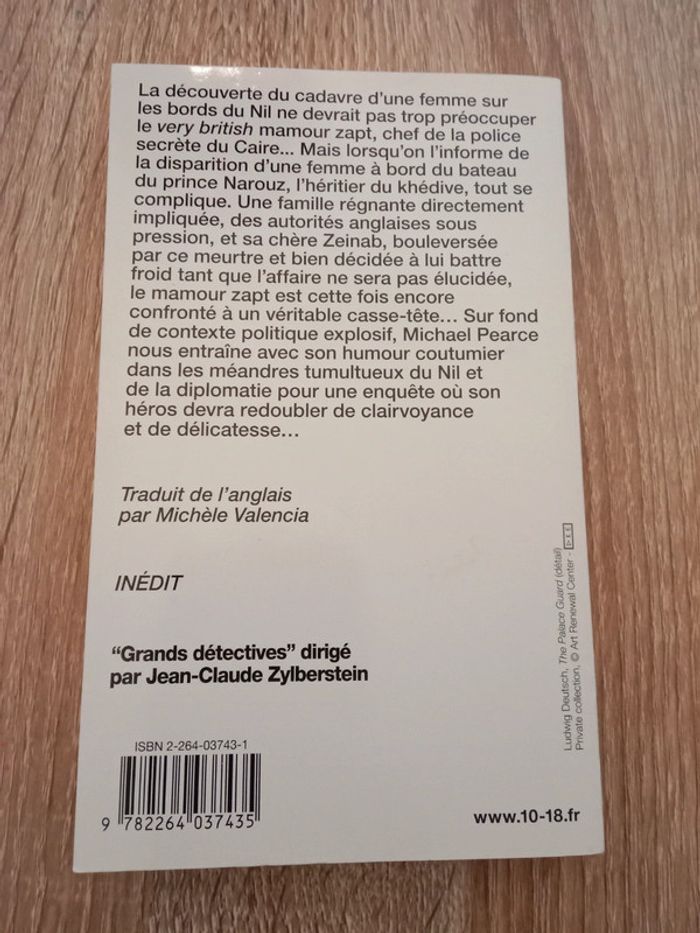 La découverte du cadavre d'une femme sur
les bords du Nil ne devrait pas trop préoccuper
le very british mamour zapt, chef de la police
secrète du Caire... Mais lorsqu'on l'informe de
la disparition d'une femme à bord du bateau
du prince Narouz, l'héritier du khédive, tout se
complique. Une famille régnante directement
impliquée, des autorités anglaises sous
pression, et sa chère Zeinab, bouleversée
par ce meurtre et bien décidée à lui battre
froid tant que l'affaire ne sera pas élucidée,
le mamour zapt est cette fois encore
confronté à un véritable casse-tête... Sur fond
de contexte politique explosif, Michael Pearce
nous entraîne avec son humour coutumier
dans les méandres tumultueux du Nil et
de la diplomatie pour une enquête où son
héros devra redoubler de clairvoyance
et de délicatesse...
Traduit de l'anglais
par Michèle Valencia
INÉDIT
"Grands détectives" dirigé
par Jean-Claude Zylberstein
ISBN 2-264-03743-1
9 782264 037435
www.10-18.fr
Ludwig Deutsch, The Palace Guard (détail)
Private collection, © Art Renewal Center -